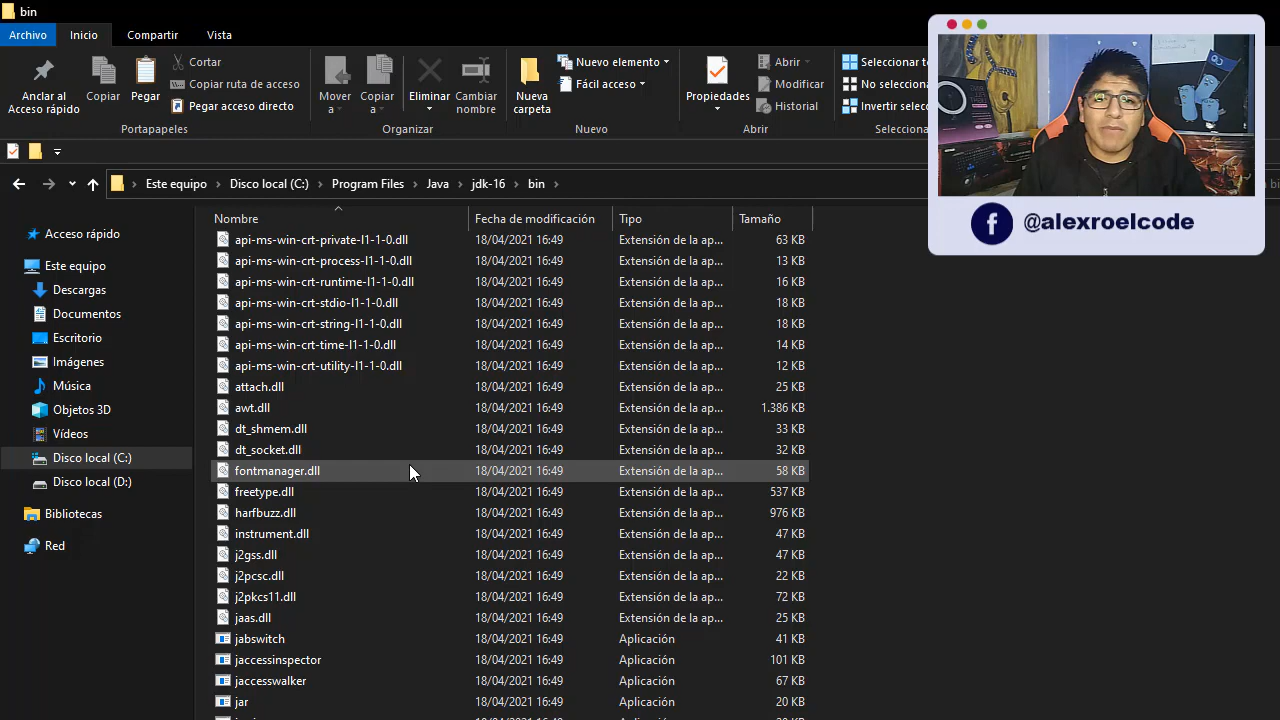 bin
Archivo Inicio Compartir Vista
Anclar al Acceso rápido
Copiar
Pegar
Cortar
Copiar ruta de acceso
Pegar acceso directo
Portapapeles
Mover a
Copiar a
Eliminar
Cambiar nombre
Organizar
Nueva carpeta
Nuevo elemento
Fácil acceso
Nuevo
Propiedades
Abrir
Modificar
Historial
Abrir
Seleccionar
No seleccion
Invertir selec
Selecciona
@alexroelcode
Este equipo Disco local (C:) Program Files Java jdk-16 bin
Acceso rápido
Este equipo
Descargas
Documentos
Escritorio
Imágenes
Música
Objetos 3D
Vídeos
Disco local (C:)
Disco local (D:)
Bibliotecas
Red
Nombre Fecha de modificación Tipo Tamaño
api-ms-win-crt-private-l1-1-0.dll 18/04/2021 16:49 Extensión de la ap... 63 KB
api-ms-win-crt-process-l1-1-0.dll 18/04/2021 16:49 Extensión de la ap... 13 KB
api-ms-win-crt-runtime-l1-1-0.dll 18/04/2021 16:49 Extensión de la ap... 16 KB
api-ms-win-crt-stdio-l1-1-0.dll 18/04/2021 16:49 Extensión de la ap... 18 KB
api-ms-win-crt-string-l1-1-0.dll 18/04/2021 16:49 Extensión de la ap... 18 KB
api-ms-win-crt-time-l1-1-0.dll 18/04/2021 16:49 Extensión de la ap... 14 KB
api-ms-win-crt-utility-l1-1-0.dll 18/04/2021 16:49 Extensión de la ap... 12 KB
attach.dll 18/04/2021 16:49 Extensión de la ap... 25 KB
awt.dll 18/04/2021 16:49 Extensión de la ap... 1.386 KB
dt_shmem.dll 18/04/2021 16:49 Extensión de la ap... 33 KB
dt_socket.dll 18/04/2021 16:49 Extensión de la ap... 32 KB
fontmanager.dll 18/04/2021 16:49 Extensión de la ap... 58 KB
freetype.dll 18/04/2021 16:49 Extensión de la ap... 537 KB
harfbuzz.dll 18/04/2021 16:49 Extensión de la ap... 976 KB
instrument.dll 18/04/2021 16:49 Extensión de la ap... 47 KB
j2gss.dll 18/04/2021 16:49 Extensión de la ap... 47 KB
j2pcsc.dll 18/04/2021 16:49 Extensión de la ap... 22 KB
j2pkcs11.dll 18/04/2021 16:49 Extensión de la ap... 72 KB
jaas.dll 18/04/2021 16:49 Extensión de la ap... 25 KB
jabswitch 18/04/2021 16:49 Aplicación 41 KB
jaccessinspector 18/04/2021 16:49 Aplicación 101 KB
jaccesswalker 18/04/2021 16:49 Aplicación 67 KB
jar 18/04/2021 16:49 Aplicación 20 KB